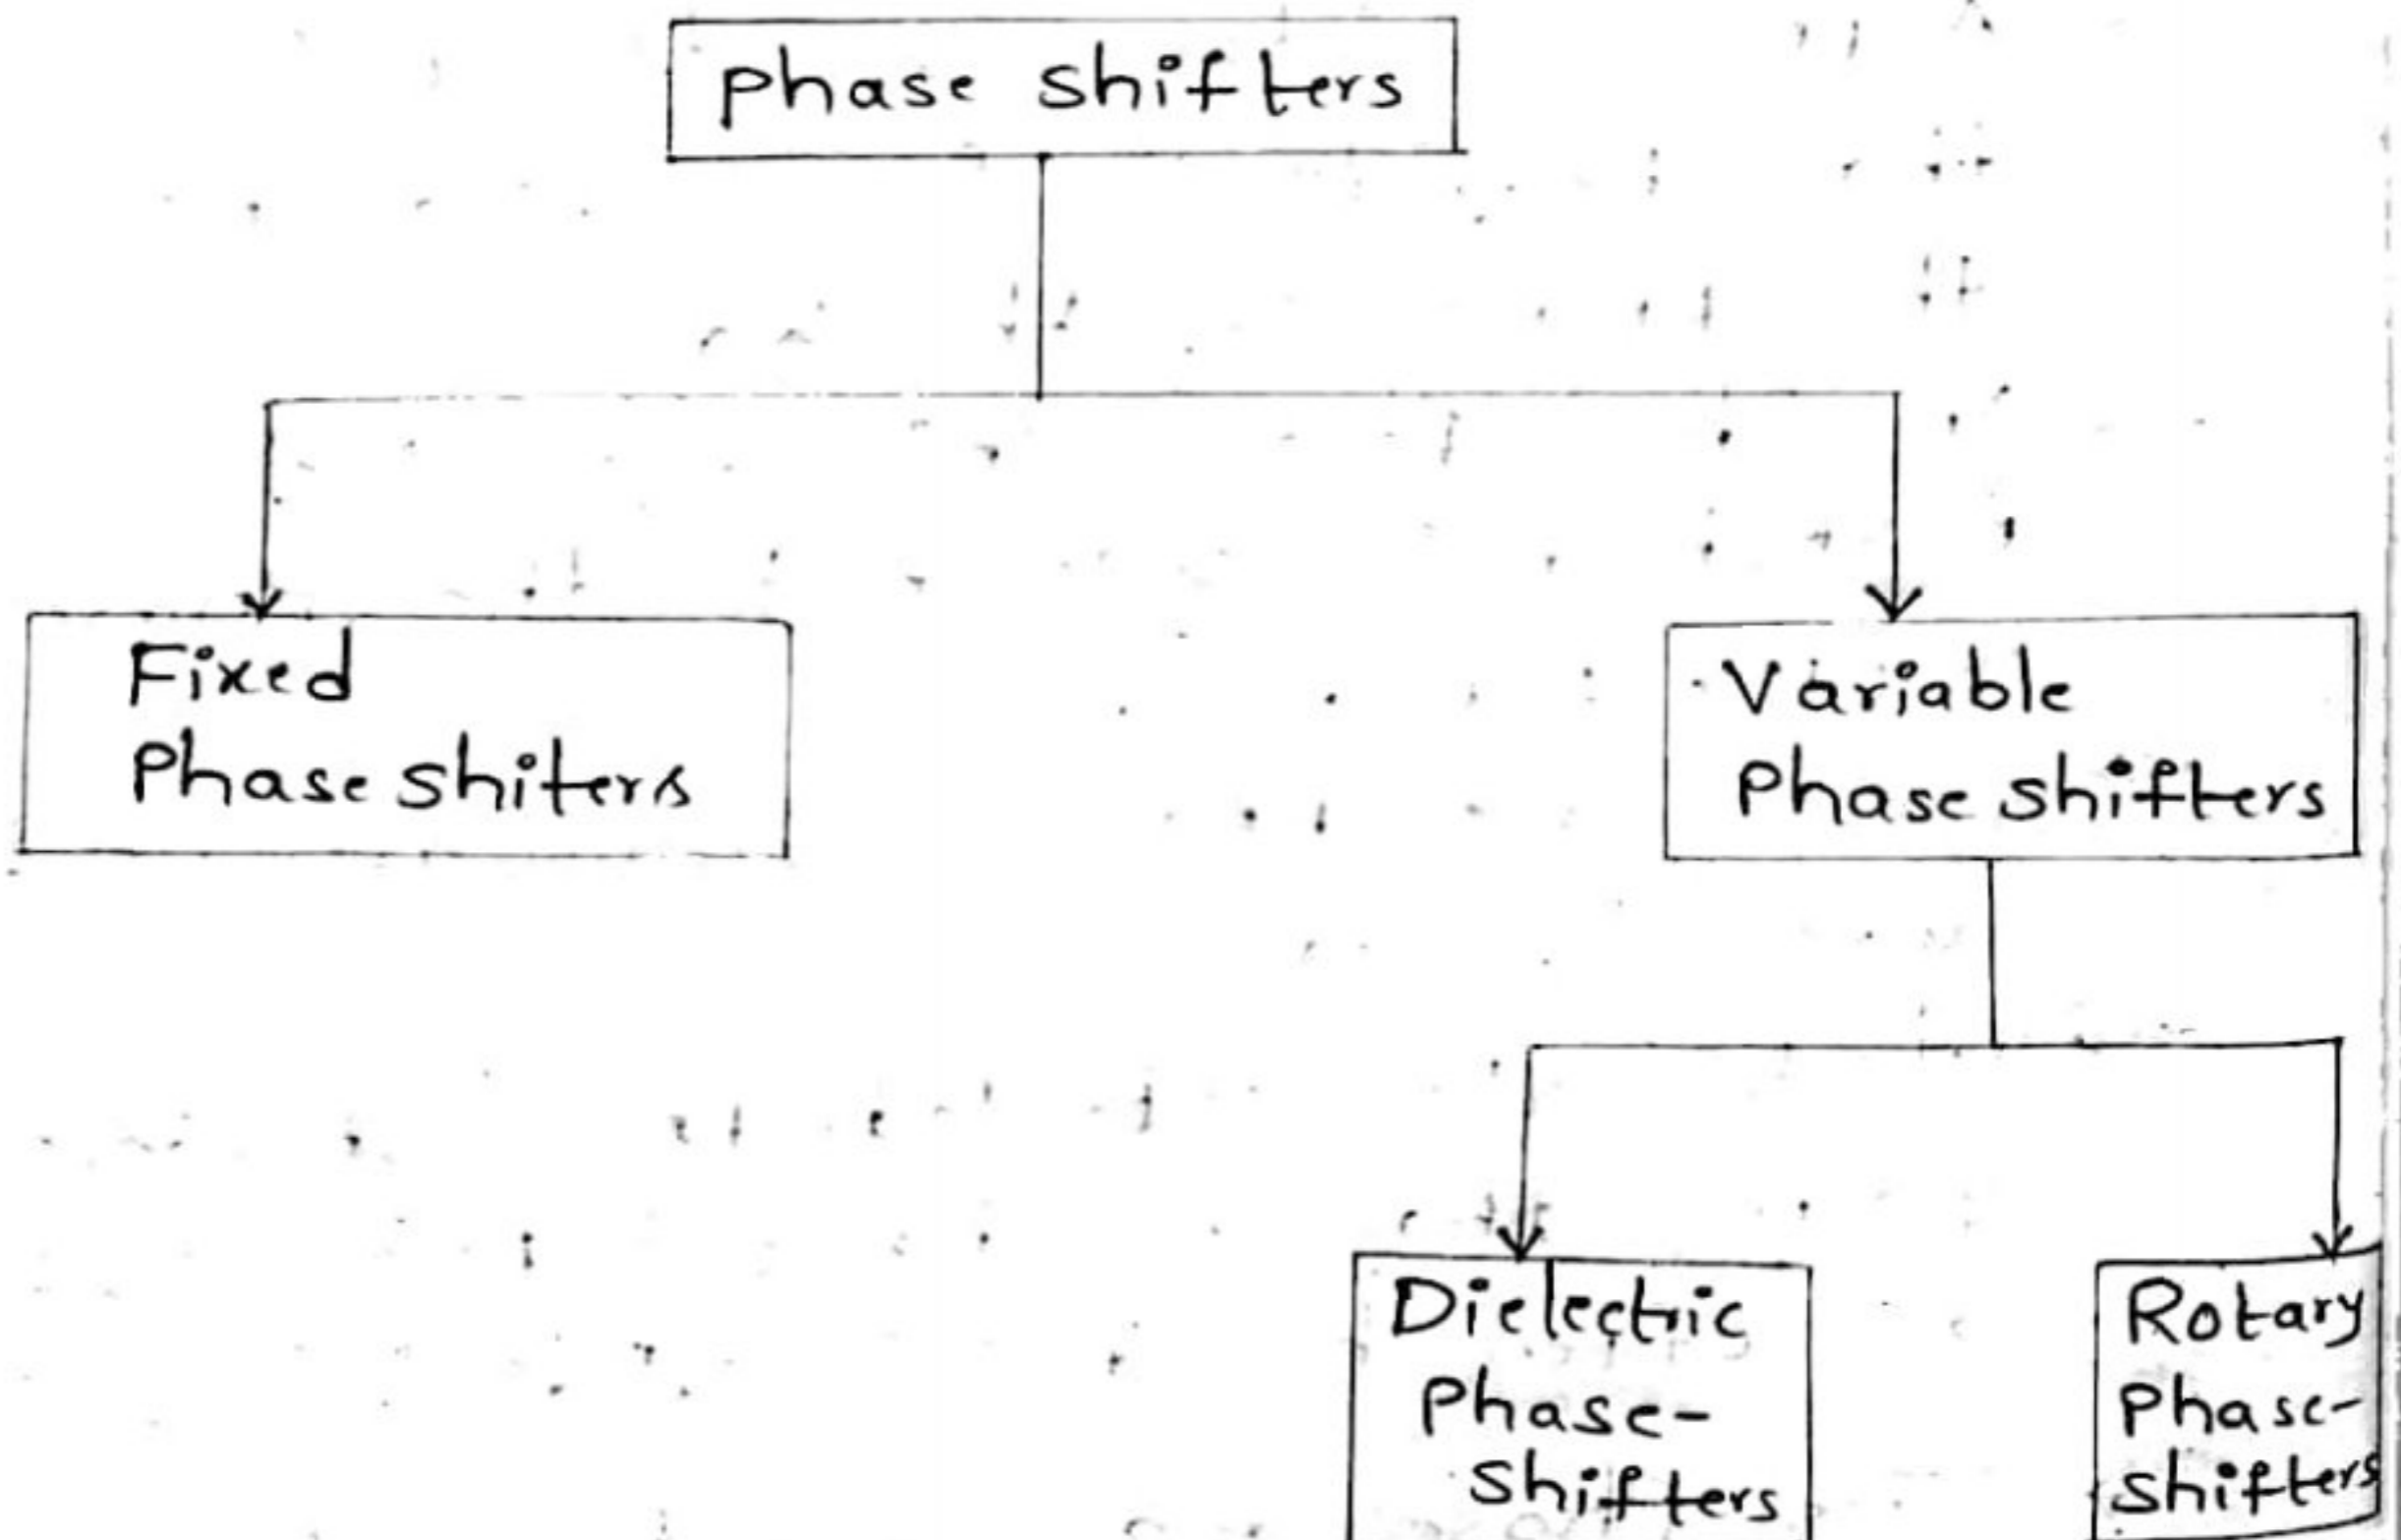 phase shifters
Fixed
Phase shiters
Variable
Phase shifters
Dielectric
Phase-
Shifters
Rotary
Phase-
shifters